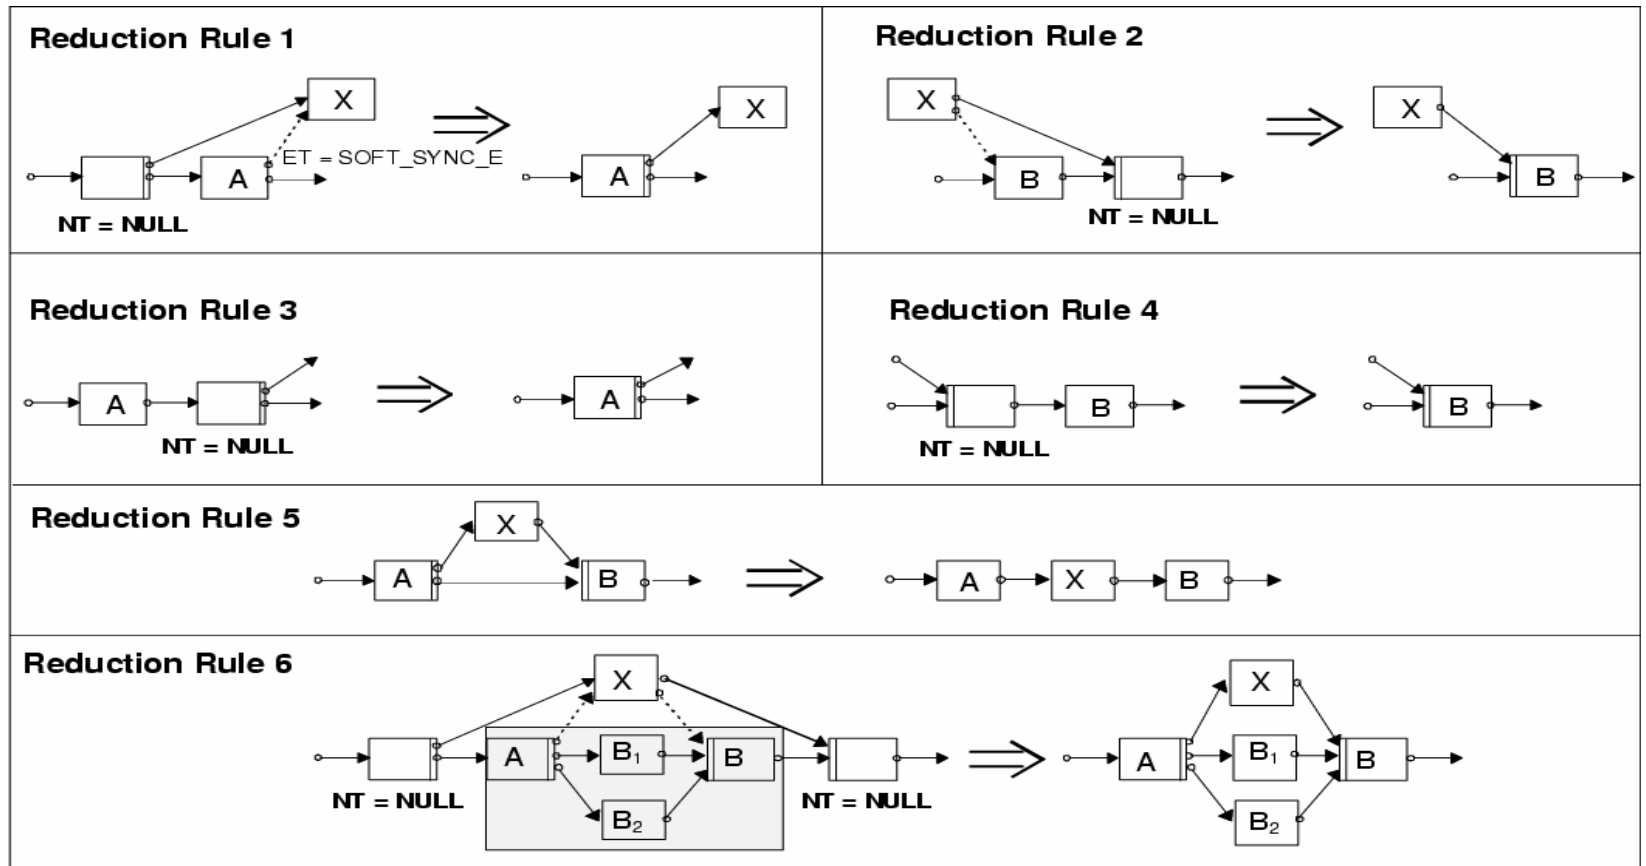 Reduction Rule 1
X
X
ET = SOFT_SYNC_E
A
A
NT = NULL
Reduction Rule 2
X
X
B
B
NT = NULL
Reduction Rule 3
A
A
NT = NULL
Reduction Rule 4
B
B
NT = NULL
Reduction Rule 5
X
A
B
A
X
B
Reduction Rule 6
X
X
A
B₁
B
A
B₁
B
NT = NULL
NT = NULL
B₂
B₂